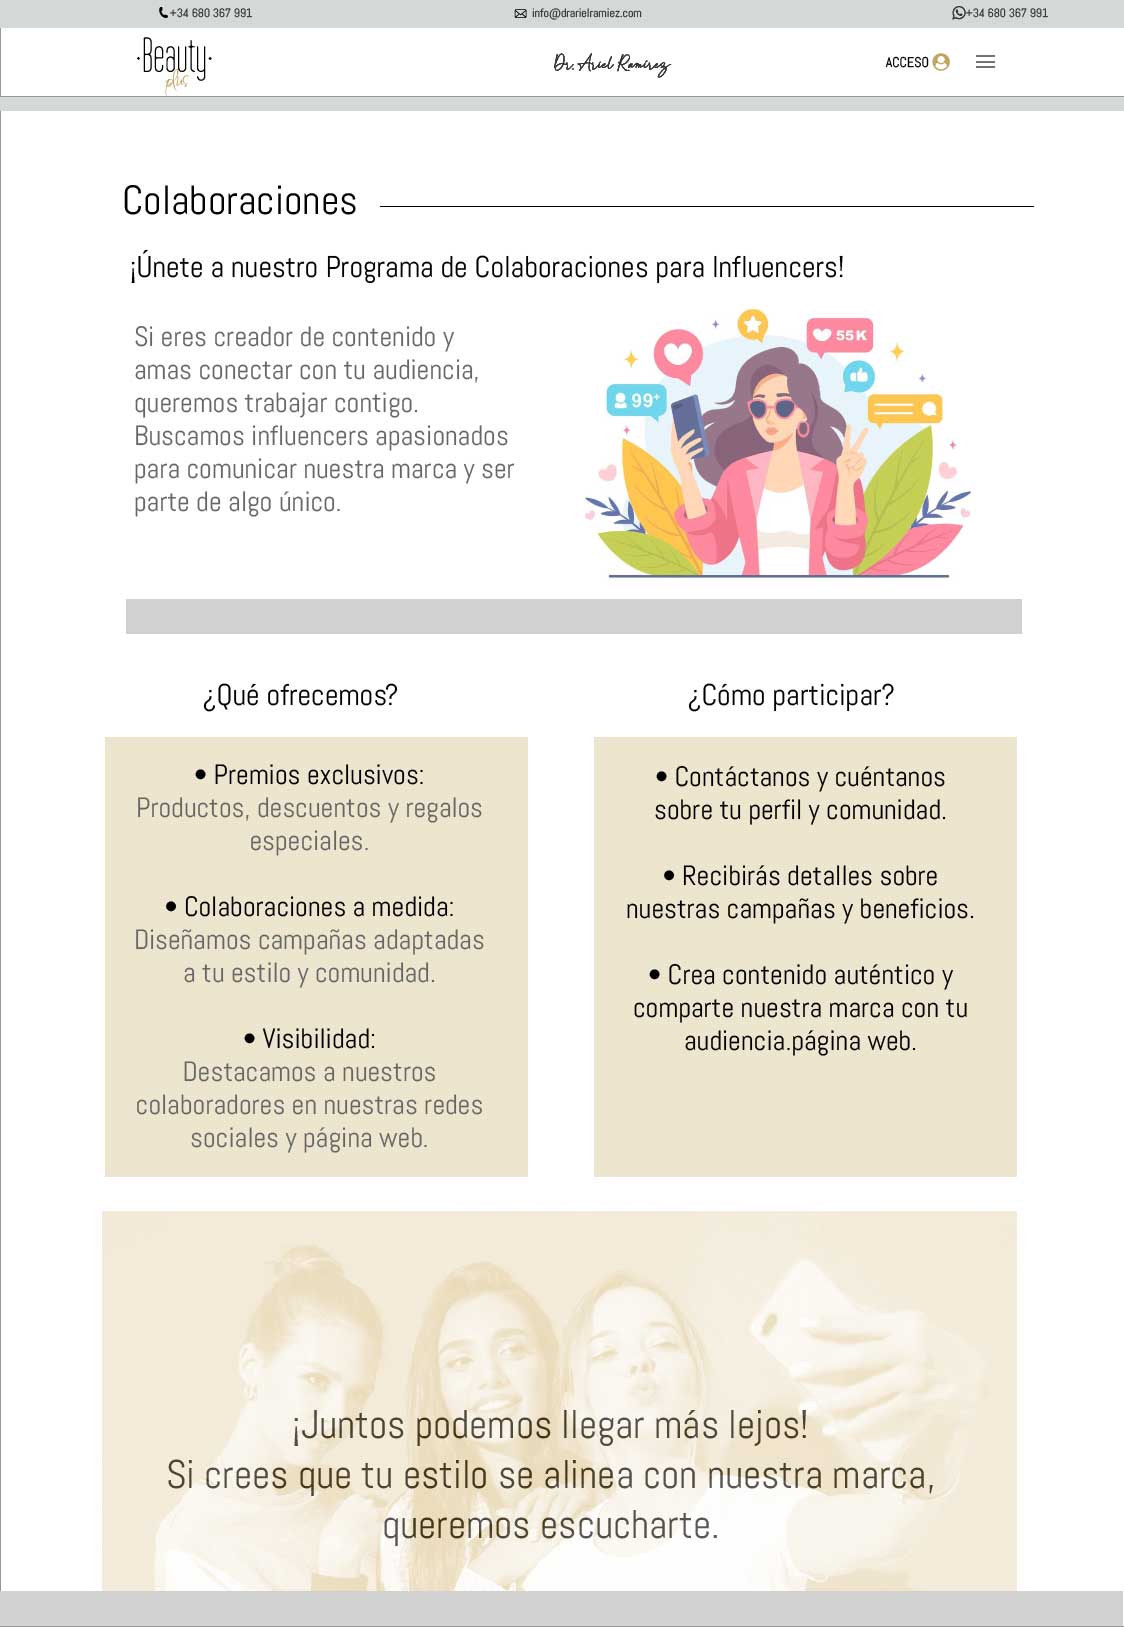 +34 680 367 991
info@drarielramiez.com
+34 680 367 991
·Beauty·
plus
Dr. Ariel Ramírez
ACCESO
Colaboraciones
¡Únete a nuestro Programa de Colaboraciones para Influencers!
Si eres creador de contenido y
amas conectar con tu audiencia,
queremos trabajar contigo.
Buscamos influencers apasionados
para comunicar nuestra marca y ser
parte de algo único.
55K
99+
¿Qué ofrecemos?
• Premios exclusivos:
Productos, descuentos y regalos
especiales.
• Colaboraciones a medida:
Diseñamos campañas adaptadas
a tu estilo y comunidad.
• Visibilidad:
Destacamos a nuestros
colaboradores en nuestras redes
sociales y página web.
¿Cómo participar?
• Contáctanos y cuéntanos
sobre tu perfil y comunidad.
• Recibirás detalles sobre
nuestras campañas y beneficios.
• Crea contenido auténtico y
comparte nuestra marca con tu
audiencia.página web.
¡Juntos podemos llegar más lejos!
Si crees que tu estilo se alinea con nuestra marca,
queremos escucharte.